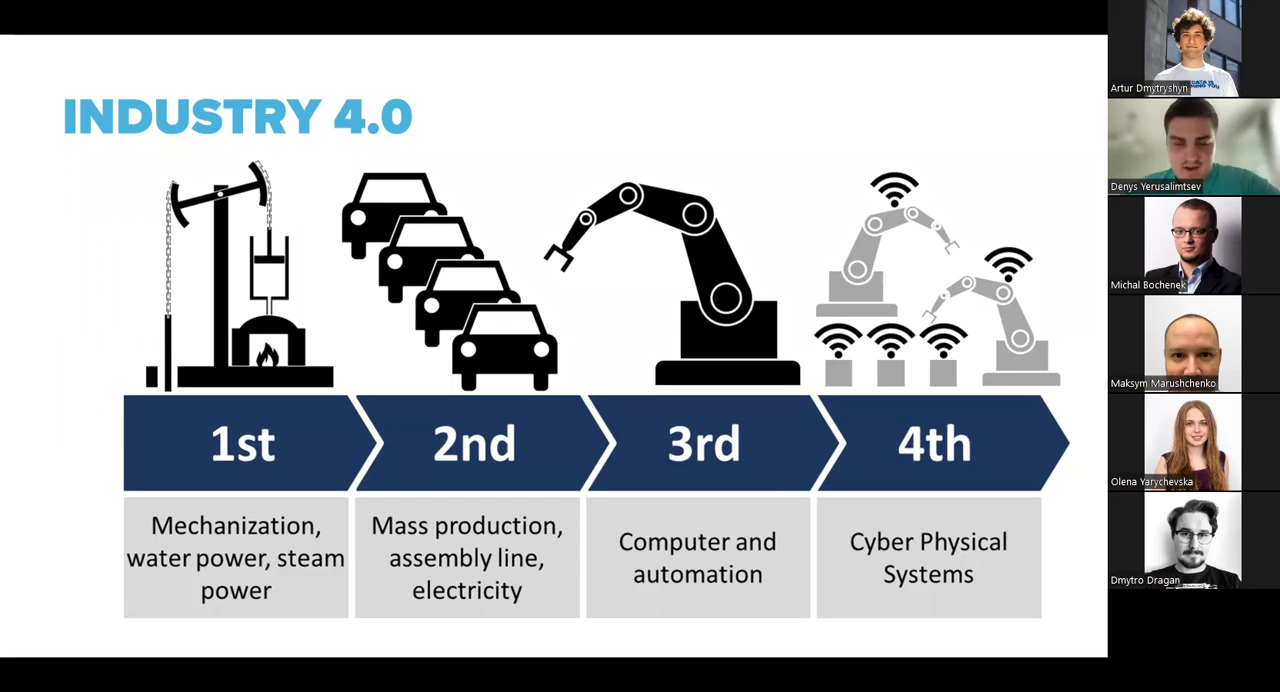 INDUSTRY 4.0
1st
2nd
3rd
4th
Mechanization,
water power, steam
power
Mass production,
assembly line,
electricity
Computer and
automation
Cyber Physical
Systems
Artur Dmytryshyn
Denys Yerusalimtsev
Michal Bochenek
Maksym Marushchenko
Olena Yarychevska
Dmytro Dragan